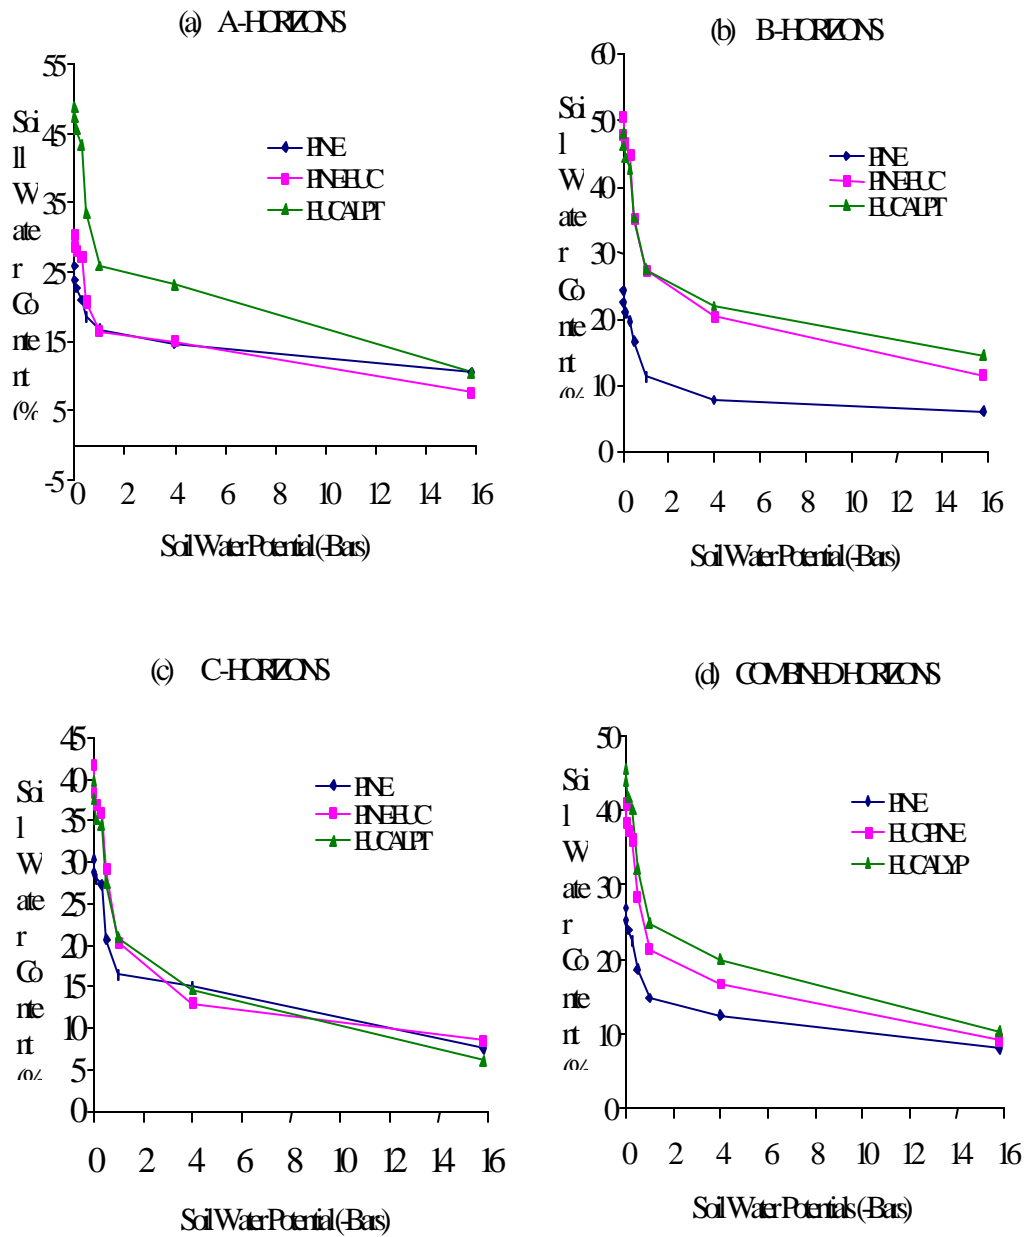 (a) A-HORIZONS
55
45
35
25
15
5
-5
Soi
ll
W
ate
r
Co
nte
nt
(%
PINE
PINE-EUC
EUCALIPT
0 2 4 6 8 10 12 14 16
Soil Water Potential (-Bars)
(b) B-HORIZONS
60
50
40
30
20
10
0
Soi
l
W
ate
r
Co
nte
nt
(%
PINE
PINE-EUC
EUCALIPT
0 2 4 6 8 10 12 14 16
Soil Water Potential (-Bars)
(c) C-HORIZONS
45
40
35
30
25
20
15
10
5
0
Soi
l
W
ate
r
Co
nte
nt
(%
PINE
PINE-EUC
EUCALIPT
0 2 4 6 8 10 12 14 16
Soil Water Potential (-Bars)
(d) COMBINED HORIZONS
50
40
30
20
10
0
Soi
l
W
ate
r
Co
nte
nt
(%
PINE
EUC-PINE
EUCALYP
0 2 4 6 8 10 12 14 16
Soil Water Potentials (-Bars)